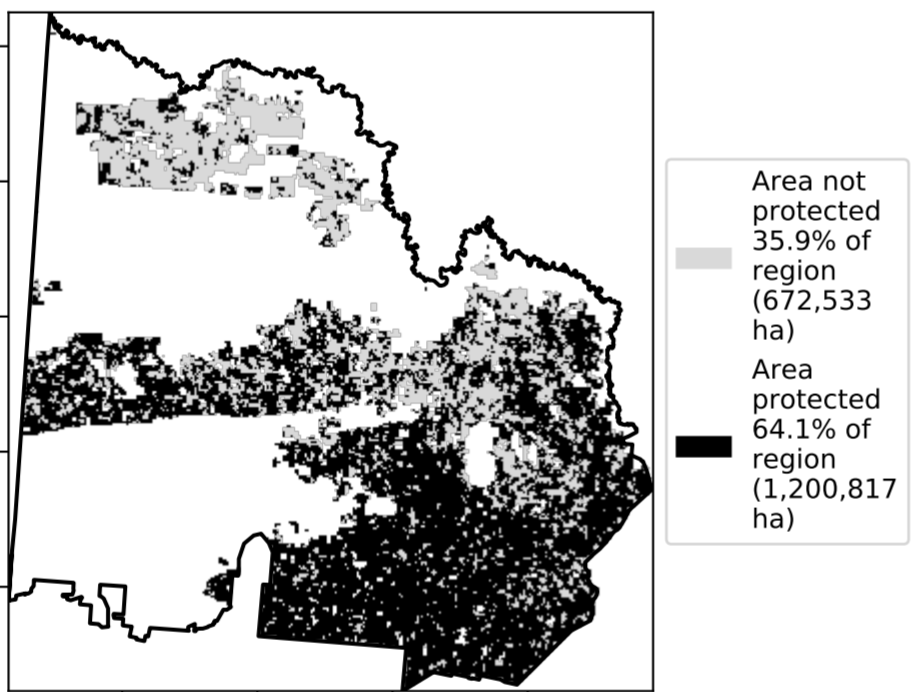 Area not
protected
35.9% of
region
(672,533
ha)
Area
protected
64.1% of
region
(1,200,817
ha)